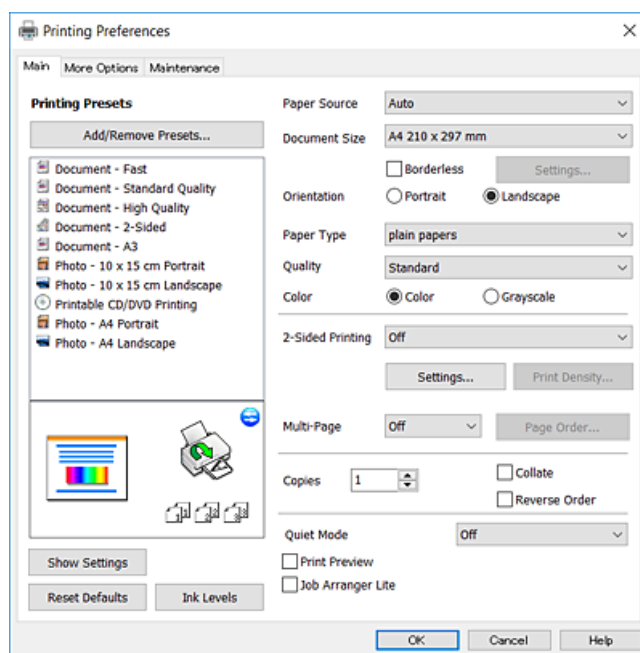 Printing Preferences
Main
More Options
Maintenance
Printing Presets
Add/Remove Presets...
Document - Fast
Document - Standard Quality
Document - High Quality
Document - 2-Sided
Document - A3
Photo - 10 x 15 cm Portrait
Photo - 10 x 15 cm Landscape
Printable CD/DVD Printing
Photo - A4 Portrait
Photo - A4 Landscape
Show Settings
Reset Defaults
Ink Levels
Paper Source
Auto
Document Size
A4 210 x 297 mm
Borderless
Settings...
Orientation
Portrait
Landscape
Paper Type
plain papers
Quality
Standard
Color
Color
Grayscale
2-Sided Printing
Off
Settings...
Print Density...
Multi-Page
Off
Page Order...
Copies
1
Collate
Reverse Order
Quiet Mode
Off
Print Preview
Job Arranger Lite
OK
Cancel
Help